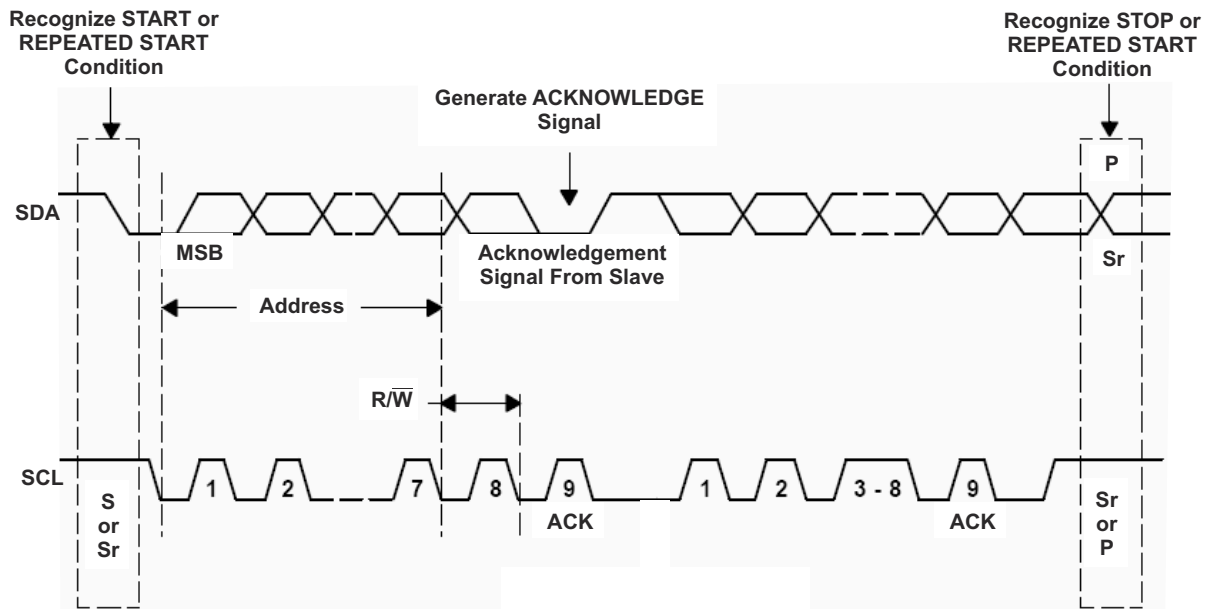 Recognize START or
REPEATED START
Condition
Recognize STOP or
REPEATED START
Condition
Generate ACKNOWLEDGE
Signal
P
SDA
MSB
Acknowledgement
Signal From Slave
Sr
Address
R/W̅
SCL
1
2
7
8
9
1
2
3 - 8
9
ACK
ACK
S
or
Sr
Sr
or
P